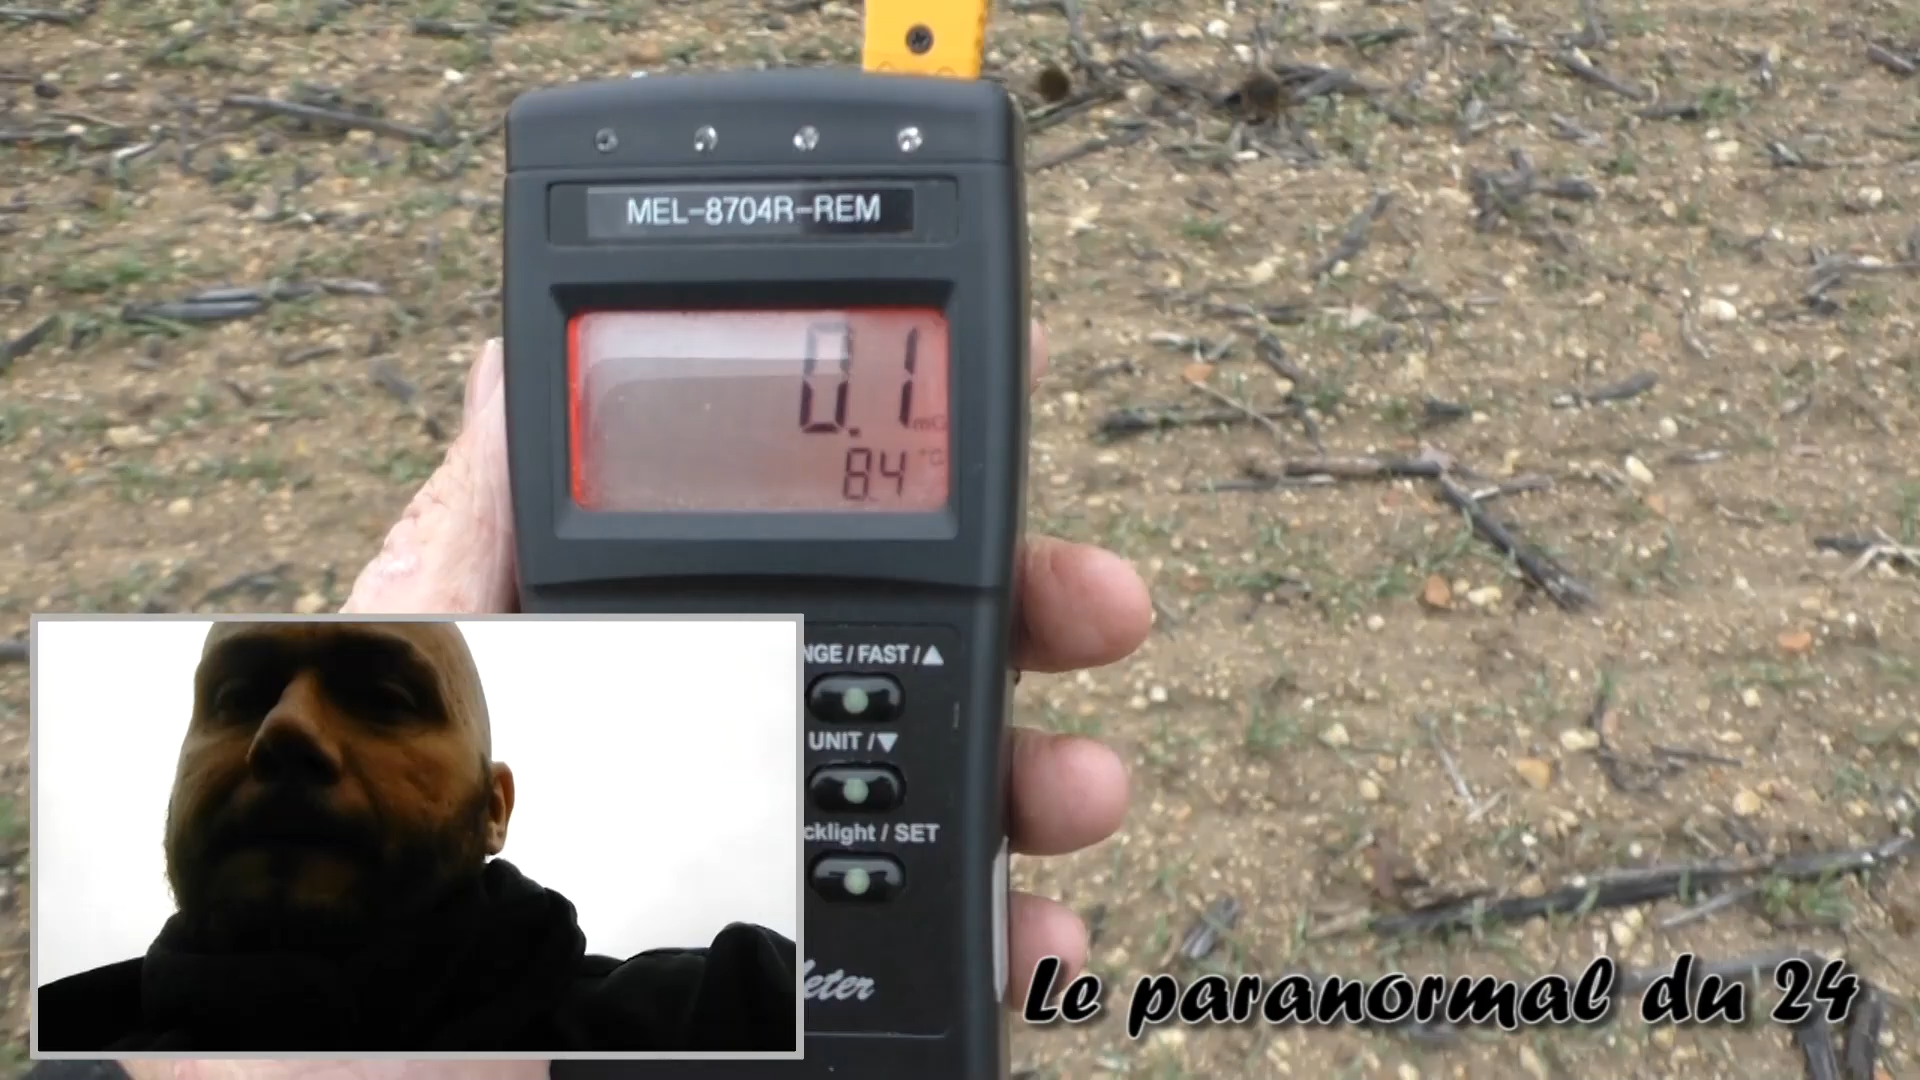 MEL-8704R-REM
0.1 mG
8.4 °C
NGE / FAST / ▲
UNIT / ▼
cklight / SET
eter
Le paranormal du 24